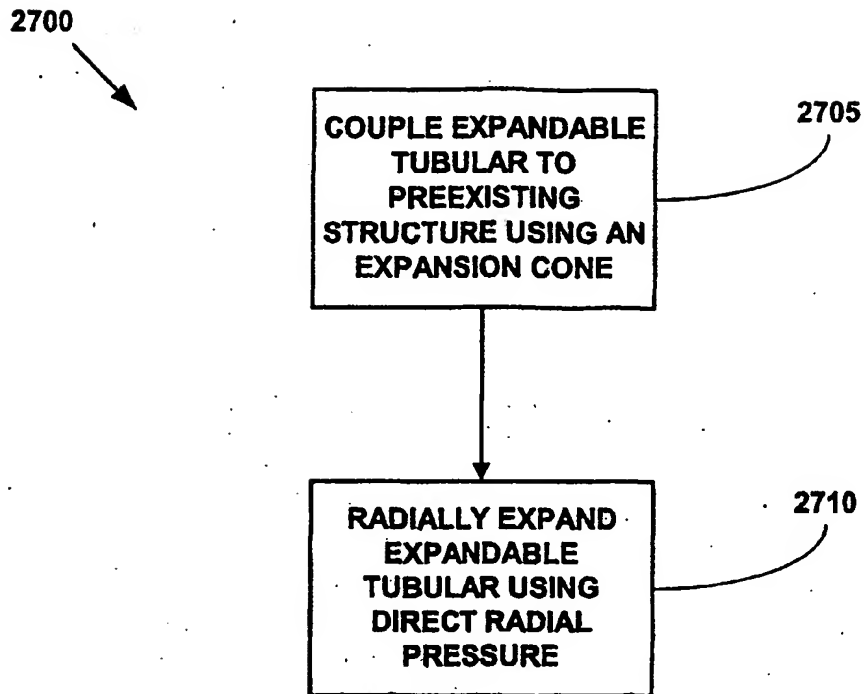 2700
COUPLE EXPANDABLE
TUBULAR TO
PREEXISTING
STRUCTURE USING AN
EXPANSION CONE
2705
RADIALLY EXPAND
EXPANDABLE
TUBULAR USING
DIRECT RADIAL
PRESSURE
2710